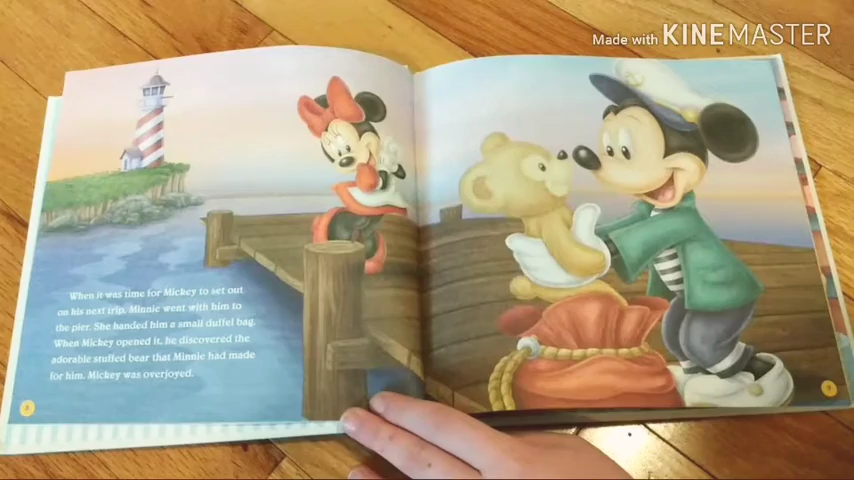 Made with KINEMASTER
When it was time for Mickey to set out
on his next trip, Minnie went with him to
the pier. She handed him a small duffel bag.
When Mickey opened it, he discovered the
adorable stuffed bear that Minnie had made
for him. Mickey was overjoyed.